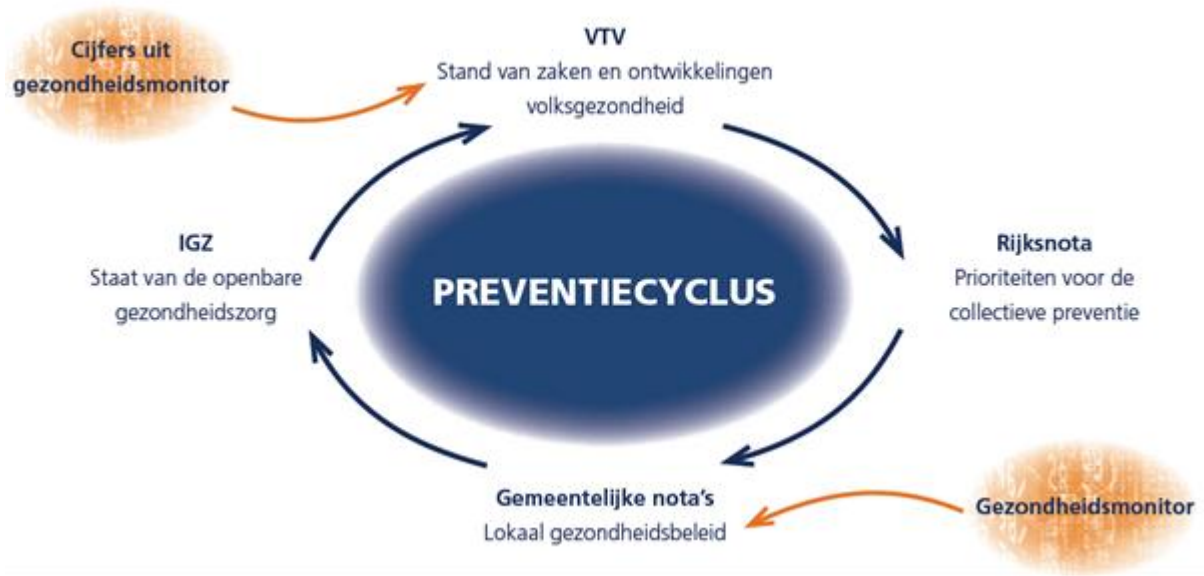 Cijfers uit
gezondheidsmonitor
VTV
Stand van zaken en ontwikkelingen
volksgezondheid
IGZ
Staat van de openbare
gezondheidszorg
PREVENTIECYCLUS
Rijksnota
Prioriteiten voor de
collectieve preventie
Gemeentelijke nota's
Lokaal gezondheidsbeleid
Gezondheidsmonitor